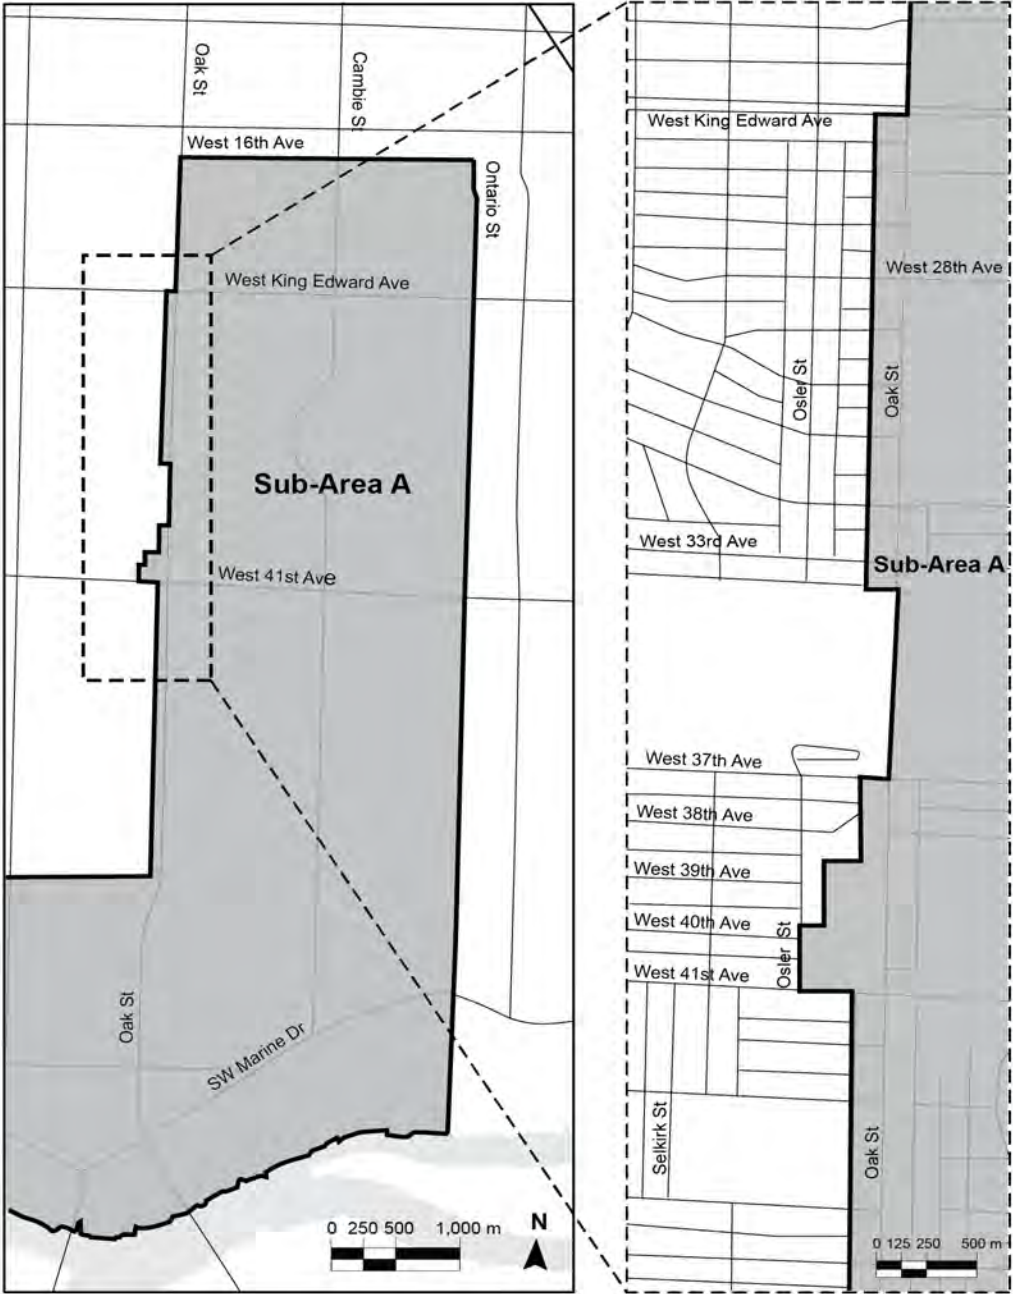 Oak St
Cambie St
West 16th Ave
Ontario St
West King Edward Ave
Sub-Area A
West 41st Ave
Oak St
SW Marine Dr
0 250 500 1,000 m
N
West King Edward Ave
West 28th Ave
Osler St
Oak St
West 33rd Ave
Sub-Area A
West 37th Ave
West 38th Ave
West 39th Ave
West 40th Ave
Osler St
West 41st Ave
Selkirk St
Oak St
0 125 250 500 m